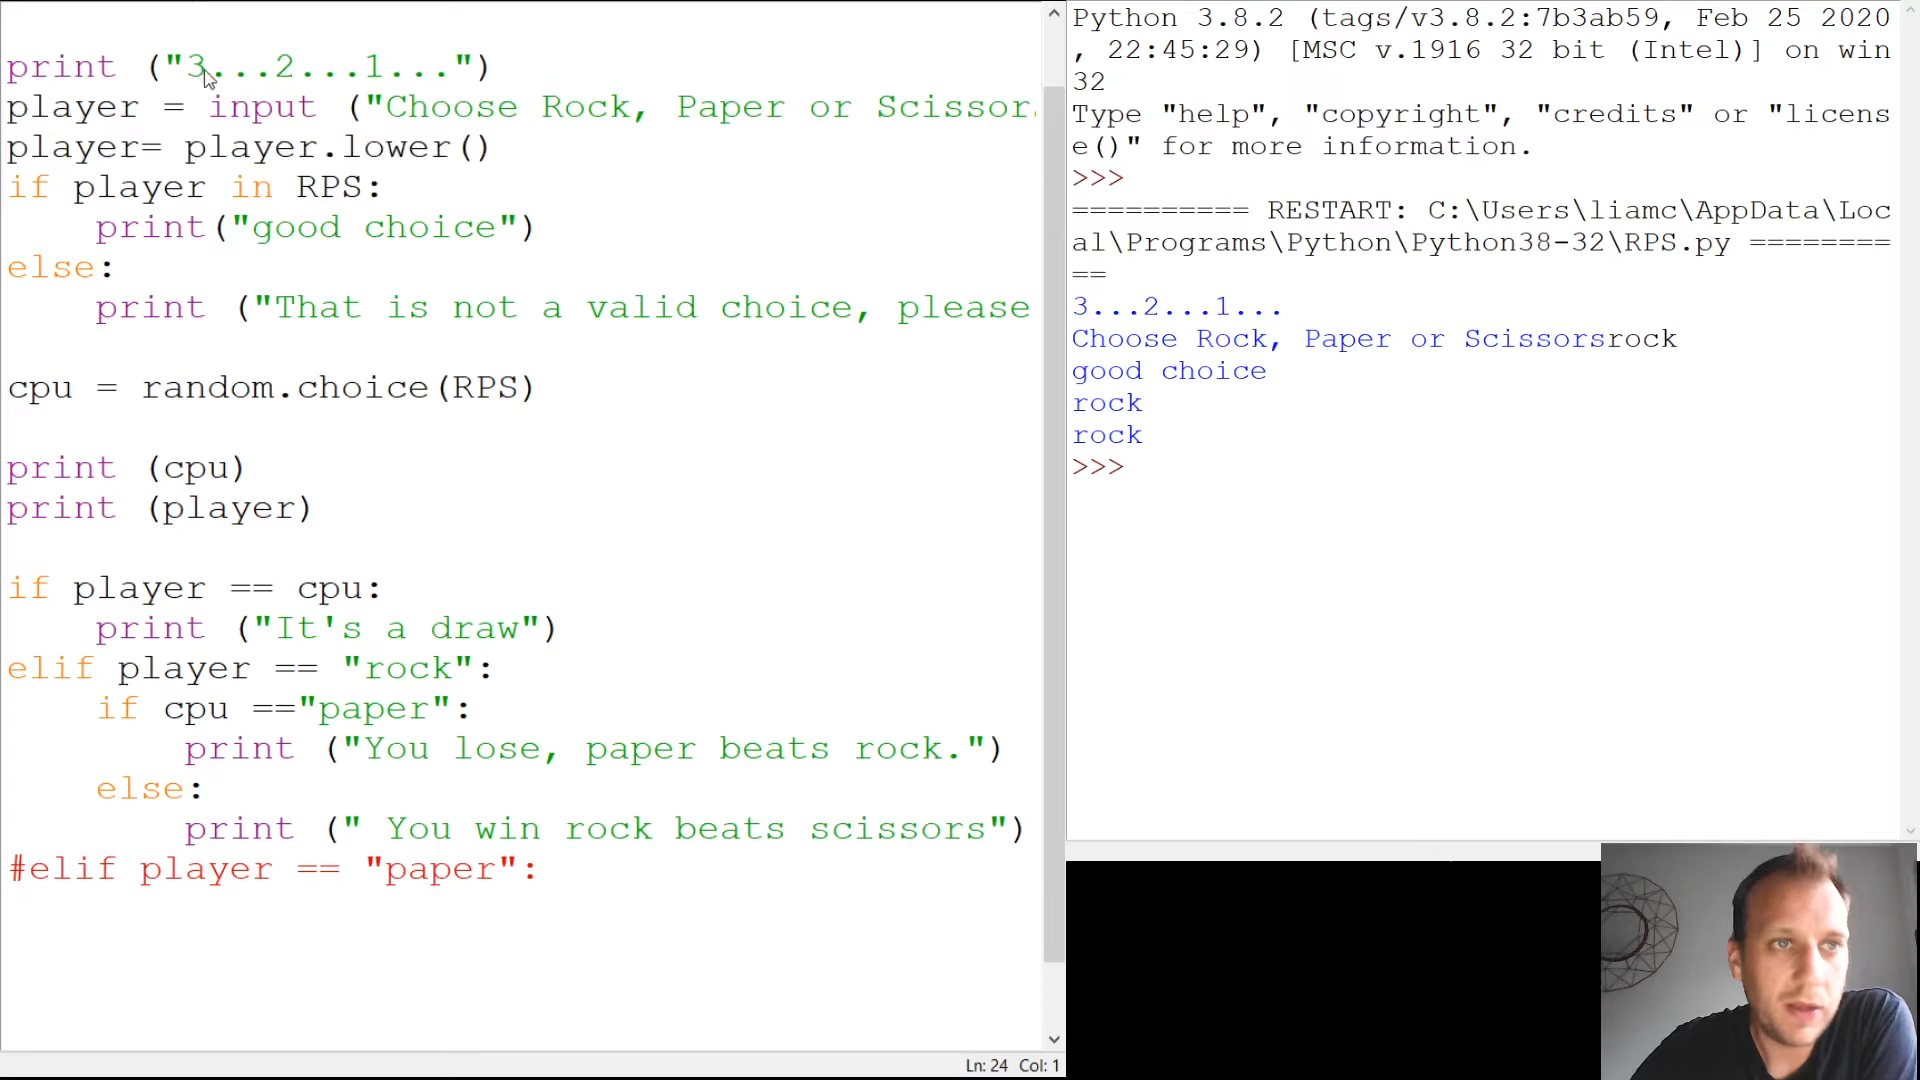 print ("3...2...1...")
player = input ("Choose Rock, Paper or Scissor
player= player.lower()
if player in RPS:
    print("good choice")
else:
    print ("That is not a valid choice, please
cpu = random.choice(RPS)
print (cpu)
print (player)
if player == cpu:
    print ("It's a draw")
elif player == "rock":
    if cpu =="paper":
        print ("You lose, paper beats rock.")
    else:
        print (" You win rock beats scissors")
#elif player == "paper":
Ln: 24 Col: 1
Python 3.8.2 (tags/v3.8.2:7b3ab59, Feb 25 2020
, 22:45:29) [MSC v.1916 32 bit (Intel)] on win
32
Type "help", "copyright", "credits" or "licens
e()" for more information.
>>>
========== RESTART: C:\Users\liamc\AppData\Loc
al\Programs\Python\Python38-32\RPS.py =========
==
3...2...1...
Choose Rock, Paper or Scissorsrock
good choice
rock
rock
>>>